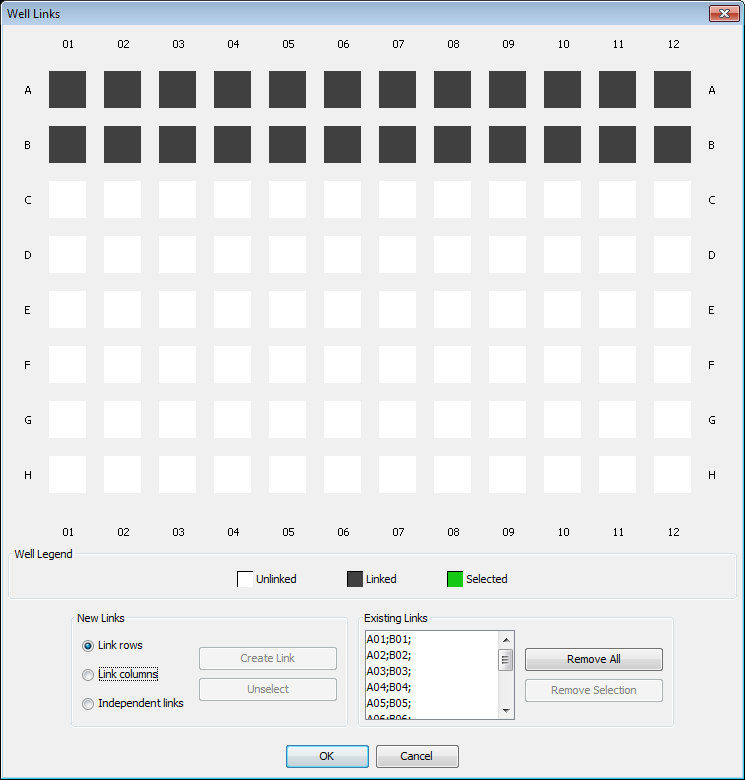 Well Links
01 02 03 04 05 06 07 08 09 10 11 12
A A
B B
C C
D D
E E
F F
G G
H H
01 02 03 04 05 06 07 08 09 10 11 12
Well Legend
Unlinked Linked Selected
New Links
Link rows
Link columns
Independent links
Create Link
Unselect
Existing Links
A01;B01;
A02;B02;
A03;B03;
A04;B04;
A05;B05;
A06;B06;
Remove All
Remove Selection
OK Cancel